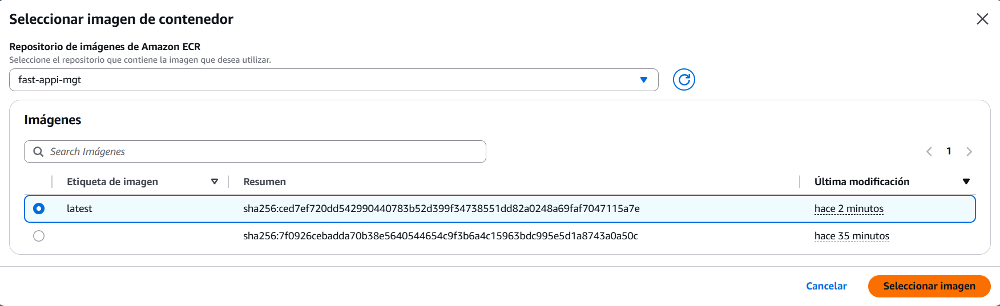 Seleccionar imagen de contenedor
Repositorio de imágenes de Amazon ECR
Seleccione el repositorio que contiene la imagen que desea utilizar.
fast-appi-mgt
Imágenes
Search Imágenes
1
Etiqueta de imagen Resumen Última modificación
latest sha256:ced7ef720dd542990440783b52d399f34738551dd82a0248a69faf7047115a7e hace 2 minutos
sha256:7f0926cebadda70b38e5640544654c9f3b6a4c15963bdc995e5d1a8743a0a50c hace 35 minutos
Cancelar Seleccionar imagen